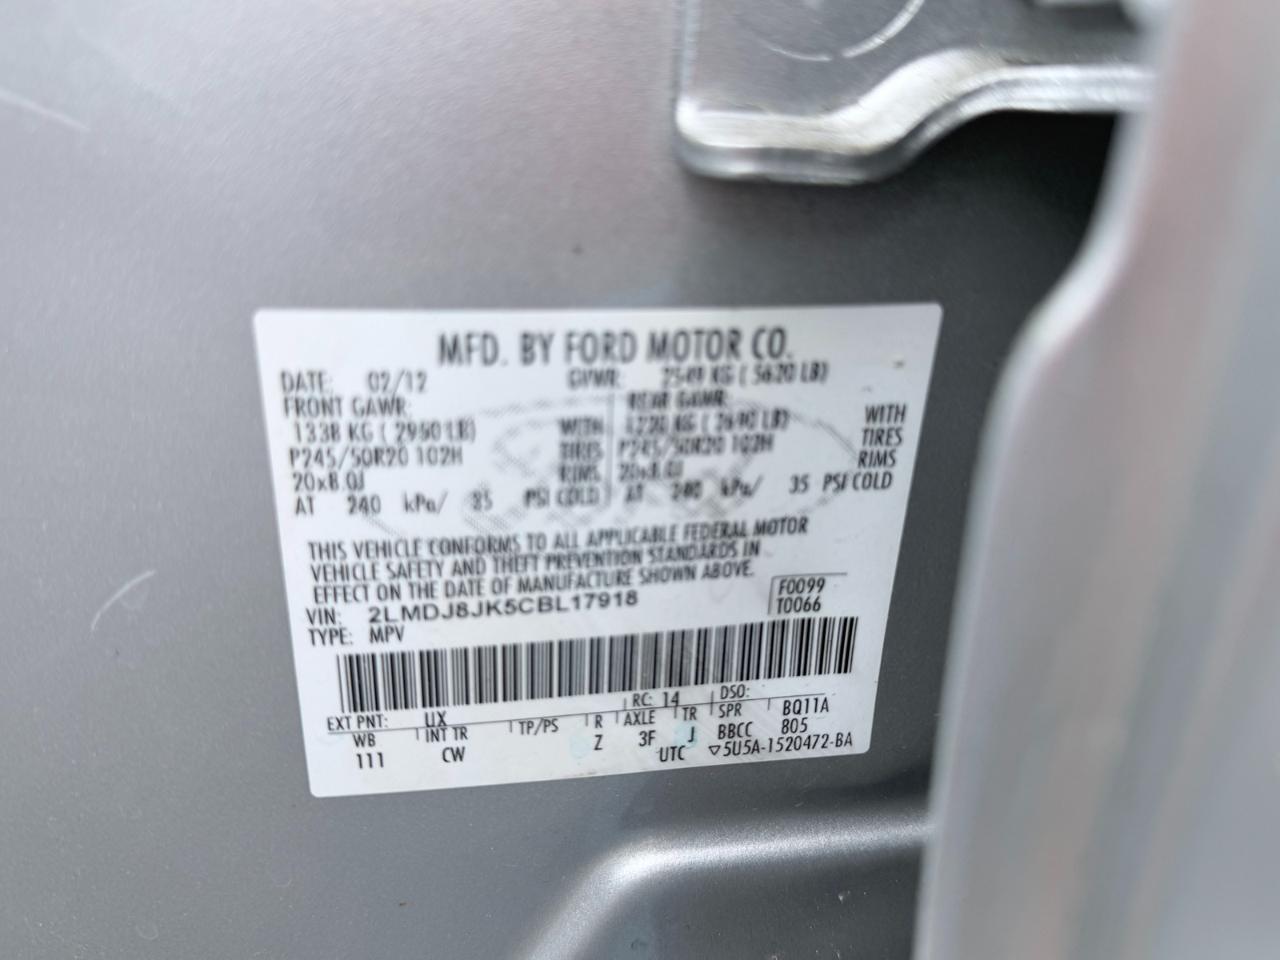 MFD. BY FORD MOTOR CO.
DATE: 02/12 GVWR: 2549 KG ( 5620 LB)
FRONT GAWR: REAR GAWR:
1338 KG ( 2950 LB) WITH 1220 KG ( 2690 LB) WITH
P245/50R20 102H TIRES P245/50R20 102H TIRES
20x8.0J RIMS 20x8.0J RIMS
AT 240 kPa/ 35 PSI COLD AT 240 kPa/ 35 PSI COLD
THIS VEHICLE CONFORMS TO ALL APPLICABLE FEDERAL MOTOR
VEHICLE SAFETY AND THEFT PREVENTION STANDARDS IN
EFFECT ON THE DATE OF MANUFACTURE SHOWN ABOVE.
VIN: 2LMDJ8JK5CBL17918 F0099
TYPE: MPV T0066
EXT PNT: UX RC: 14 DSO:
WB INT TR TP/PS R AXLE TR SPR BQ11A
111 CW Z 3F J BBCC 805
UTC ▽5U5A-1520472-BA